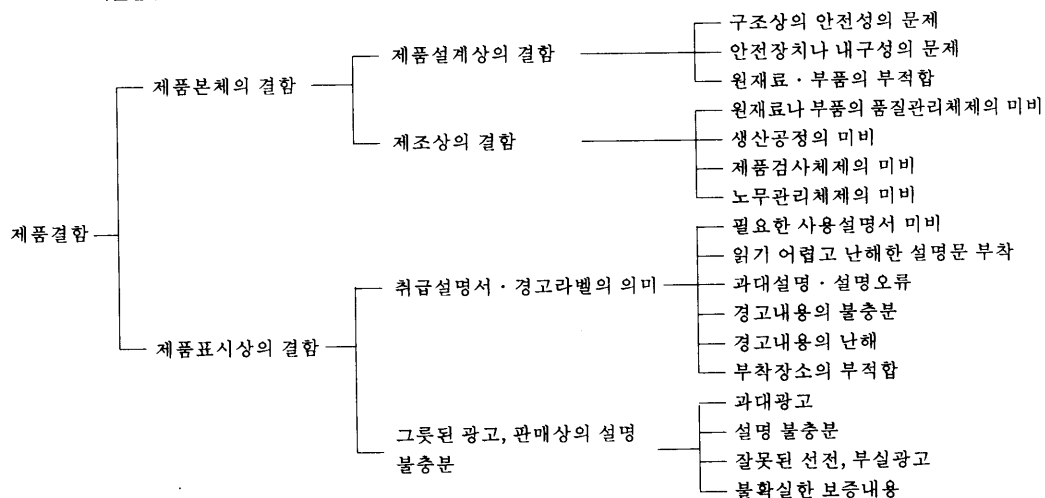 제품결함
제품본체의 결함
제품설계상의 결함
구조상의 안전성의 문제
안전장치나 내구성의 문제
원재료·부품의 부적합
제조상의 결함
원재료나 부품의 품질관리체제의 미비
생산공정의 미비
제품검사체제의 미비
노무관리체제의 미비
제품표시상의 결함
취급설명서·경고라벨의 의미
필요한 사용설명서 미비
읽기 어렵고 난해한 설명문 부착
과대설명·설명오류
경고내용의 불충분
경고내용의 난해
부착장소의 부적합
그릇된 광고, 판매상의 설명
불충분
과대광고
설명 불충분
잘못된 선전, 부실광고
불확실한 보증내용